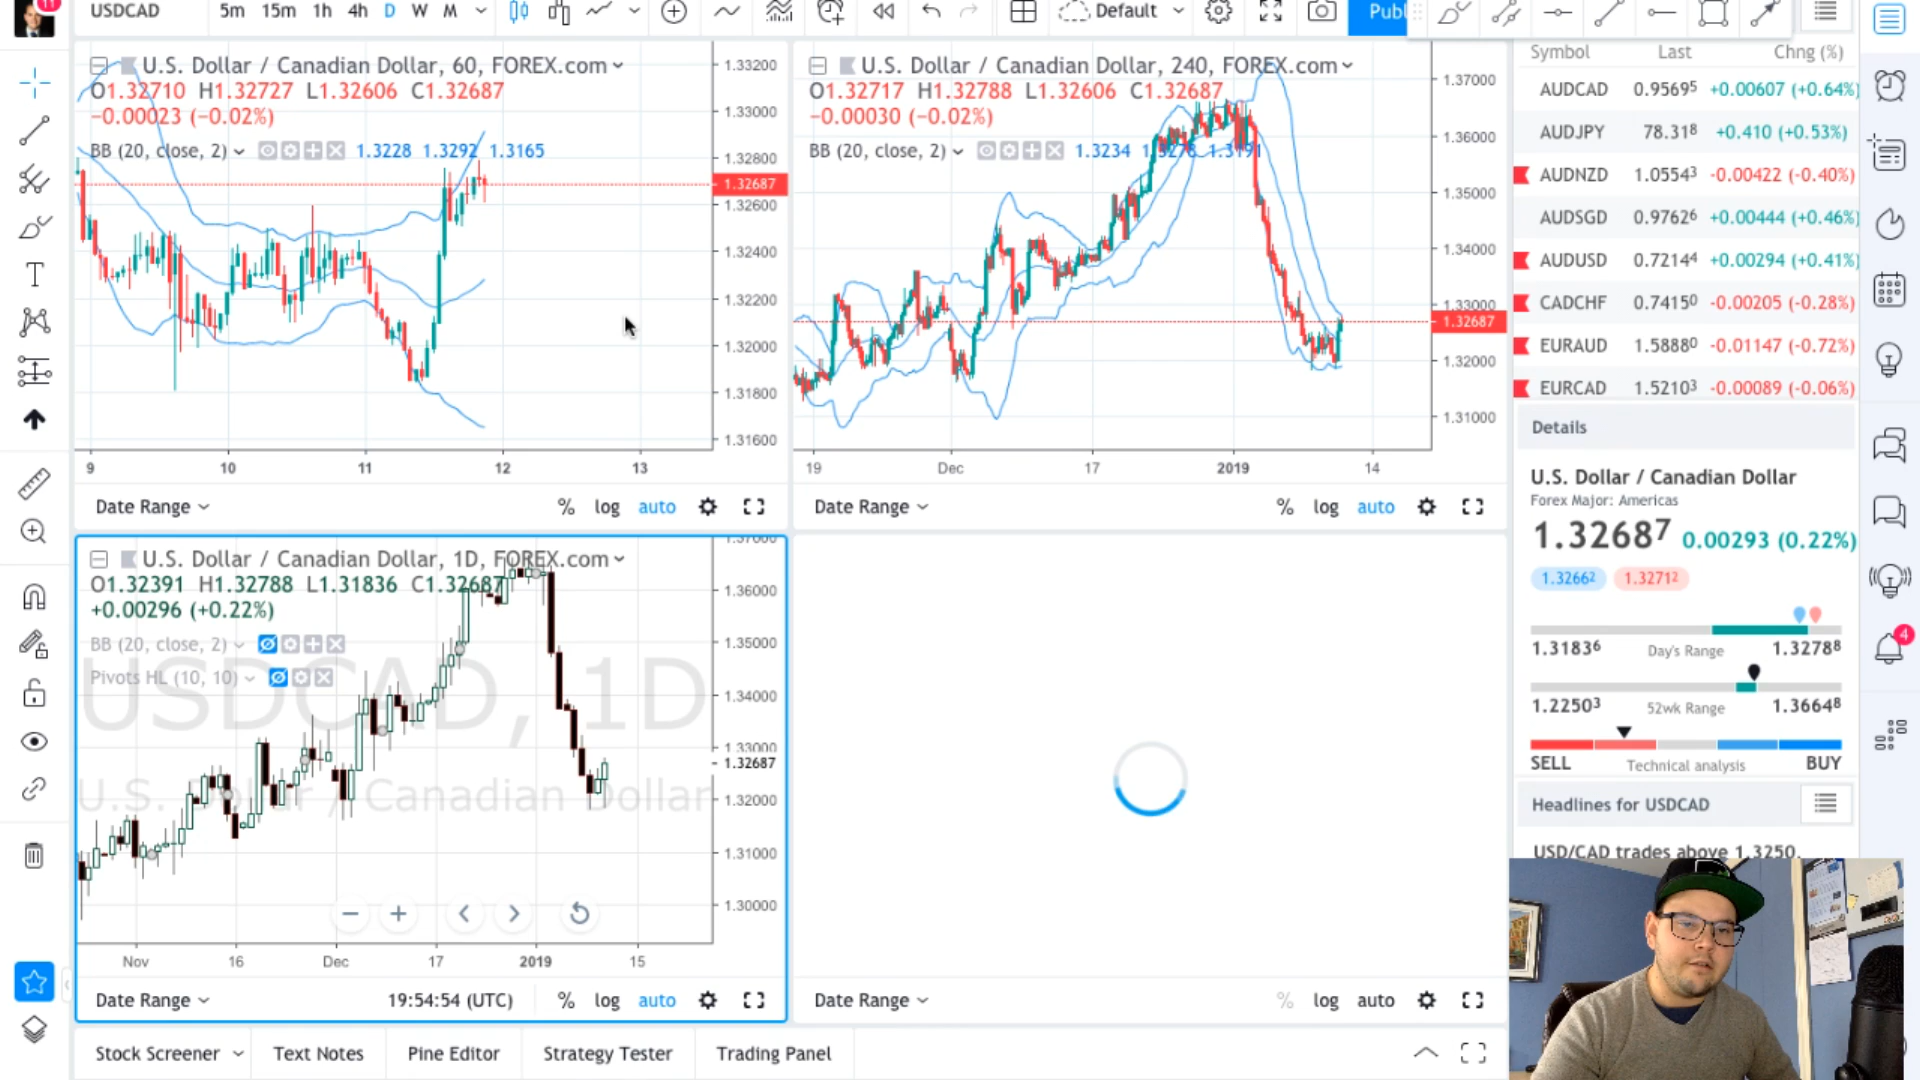 11
USDCAD 5m 15m 1h 4h D W M Default Publ
U.S. Dollar / Canadian Dollar, 60, FOREX.com
O1.32710 H1.32727 L1.32606 C1.32687
−0.00023 (−0.02%)
BB (20, close, 2) 1.3228 1.3292 1.3165
1.33200
1.33000
1.32800
1.32687
1.32600
1.32400
1.32200
1.32000
1.31800
1.31600
9 10 11 12 13
Date Range % log auto
U.S. Dollar / Canadian Dollar, 240, FOREX.com
O1.32717 H1.32788 L1.32606 C1.32687
−0.00030 (−0.02%)
BB (20, close, 2) 1.3234 1.3278 1.3191
1.37000
1.36000
1.35000
1.34000
1.33000
1.32687
1.32000
1.31000
19 Dec 17 2019 14
Date Range % log auto
U.S. Dollar / Canadian Dollar, 1D, FOREX.com
O1.32391 H1.32788 L1.31836 C1.32687
+0.00296 (+0.22%)
BB (20, close, 2)
Pivots HL (10, 10)
USDCAD, 1D
U.S. Dollar / Canadian Dollar
1.37000
1.36000
1.35000
1.34000
1.33000
1.32687
1.32000
1.31000
1.30000
Nov 16 Dec 17 2019 15
Date Range 19:54:54 (UTC) % log auto
Date Range % log auto
Stock Screener Text Notes Pine Editor Strategy Tester Trading Panel
Symbol Last Chng (%)
AUDCAD 0.95695 +0.00607 (+0.64%)
AUDJPY 78.318 +0.410 (+0.53%)
AUDNZD 1.05543 -0.00422 (-0.40%)
AUDSGD 0.97626 +0.00444 (+0.46%)
AUDUSD 0.72144 +0.00294 (+0.41%)
CADCHF 0.74150 -0.00205 (-0.28%)
EURAUD 1.58880 -0.01147 (-0.72%)
EURCAD 1.52103 -0.00089 (-0.06%)
Details
U.S. Dollar / Canadian Dollar
Forex Major: Americas
1.32687 0.00293 (0.22%)
1.32662 1.32712
1.31836 Day's Range 1.32788
1.22503 52wk Range 1.36648
SELL Technical analysis BUY
Headlines for USDCAD
USD/CAD trades above 1.3250,
4